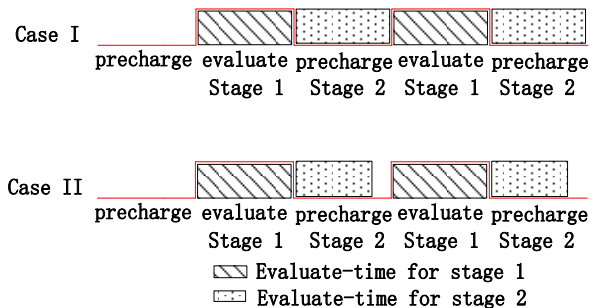 Case I
precharge evaluate precharge evaluate precharge
Stage 1 Stage 2 Stage 1 Stage 2
Case II
precharge evaluate precharge evaluate precharge
Stage 1 Stage 2 Stage 1 Stage 2
Evaluate-time for stage 1
Evaluate-time for stage 2